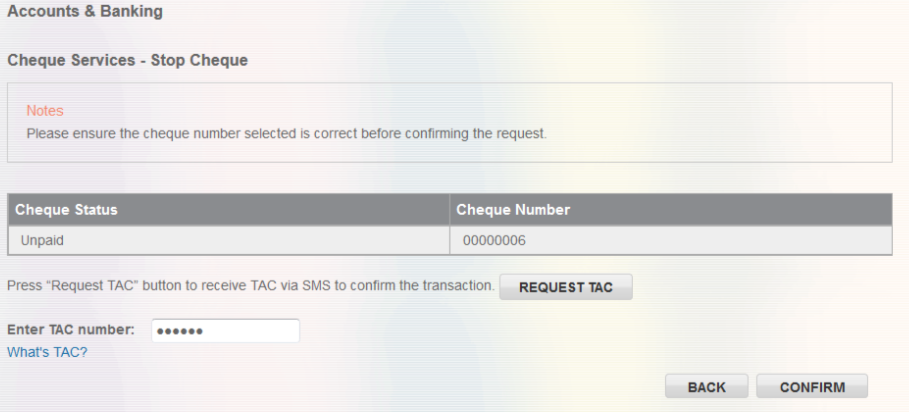 Accounts & Banking
Cheque Services - Stop Cheque
Notes
Please ensure the cheque number selected is correct before confirming the request.
Cheque Status Cheque Number
Unpaid 00000006
Press “Request TAC” button to receive TAC via SMS to confirm the transaction. REQUEST TAC
Enter TAC number: ●●●●●●
What's TAC?
BACK CONFIRM